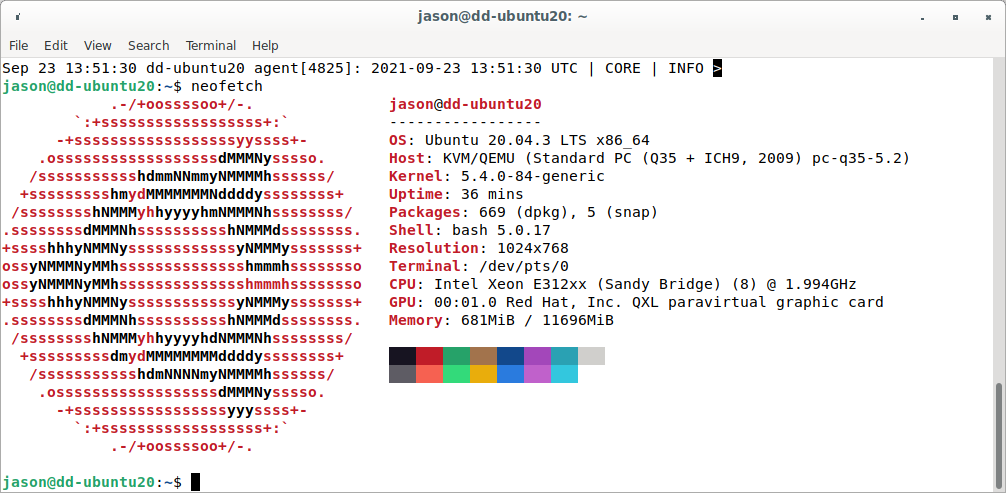 jason@dd-ubuntu20: ~
File Edit View Search Terminal Help
Sep 23 13:51:30 dd-ubuntu20 agent[4825]: 2021-09-23 13:51:30 UTC | CORE | INFO >
jason@dd-ubuntu20:~$ neofetch
            .-/+oossssoo+/-.               jason@dd-ubuntu20
        `:+ssssssssssssssssss+:`           -----------------
      -+ssssssssssssssssssyyssss+-         OS: Ubuntu 20.04.3 LTS x86_64
    .ossssssssssssssssssdMMMNysssso.       Host: KVM/QEMU (Standard PC (Q35 + ICH9, 2009) pc-q35-5.2)
   /ssssssssssshdmmNNmmyNMMMMhssssss/      Kernel: 5.4.0-84-generic
  +ssssssssshmydMMMMMMMNddddyssssssss+     Uptime: 36 mins
 /sssssssshNMMMyhhyyyyhmNMMMNhssssssss/    Packages: 669 (dpkg), 5 (snap)
.ssssssssdMMMNhsssssssssshNMMMdssssssss.   Shell: bash 5.0.17
+sssshhhyNMMNyssssssssssssyNMMMysssssss+   Resolution: 1024x768
ossyNMMMNyMMhsssssssssssssshmmmhssssssso   Terminal: /dev/pts/0
ossyNMMMNyMMhsssssssssssssshmmmhssssssso   CPU: Intel Xeon E312xx (Sandy Bridge) (8) @ 1.994GHz
+sssshhhyNMMNyssssssssssssyNMMMysssssss+   GPU: 00:01.0 Red Hat, Inc. QXL paravirtual graphic card
.ssssssssdMMMNhsssssssssshNMMMdssssssss.   Memory: 681MiB / 11696MiB
 /sssssssshNMMMyhhyyyyhdNMMMNhssssssss/
  +sssssssssdmydMMMMMMMMddddyssssssss+
   /ssssssssssshdmNNNNmyNMMMMhssssss/
    .ossssssssssssssssssdMMMNysssso.
      -+sssssssssssssssssyyyssss+-
        `:+ssssssssssssssssss+:`
            .-/+oossssoo+/-.
jason@dd-ubuntu20:~$